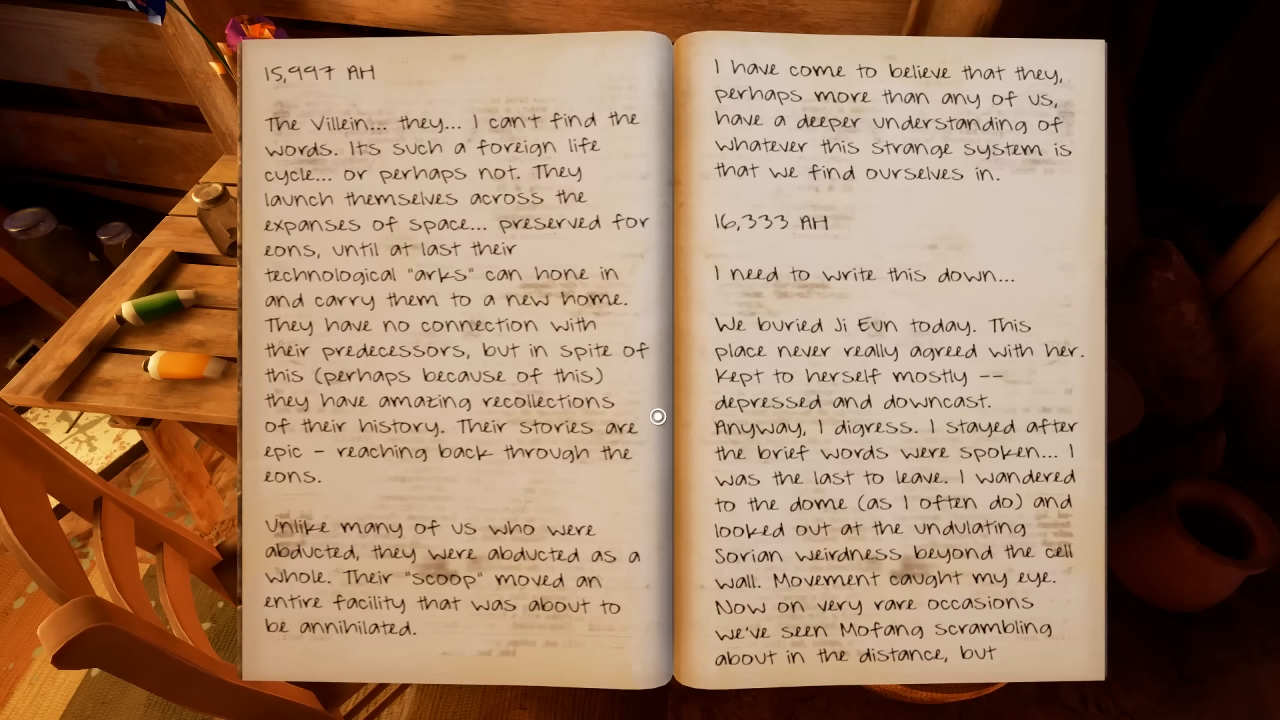 15,997 AH
The Villein... they... I can't find the
words. Its such a foreign life
cycle... or perhaps not. They
launch themselves across the
expanses of space... preserved for
eons, until at last their
technological "arks" can hone in
and carry them to a new home.
They have no connection with
their predecessors, but in spite of
this (perhaps because of this)
they have amazing recollections
of their history. Their stories are
epic - reaching back through the
eons.
Unlike many of us who were
abducted, they were abducted as a
whole. Their "scoop" moved an
entire facility that was about to
be annihilated.
I have come to believe that they,
perhaps more than any of us,
have a deeper understanding of
whatever this strange system is
that we find ourselves in.
16,333 AH
I need to write this down...
We buried Ji Eun today. This
place never really agreed with her.
Kept to herself mostly --
depressed and downcast.
Anyway, I digress. I stayed after
the brief words were spoken... I
was the last to leave. I wandered
to the dome (as I often do) and
looked out at the undulating
Sorian weirdness beyond the cell
wall. Movement caught my eye.
Now on very rare occasions
we've seen Mofang scrambling
about in the distance, but